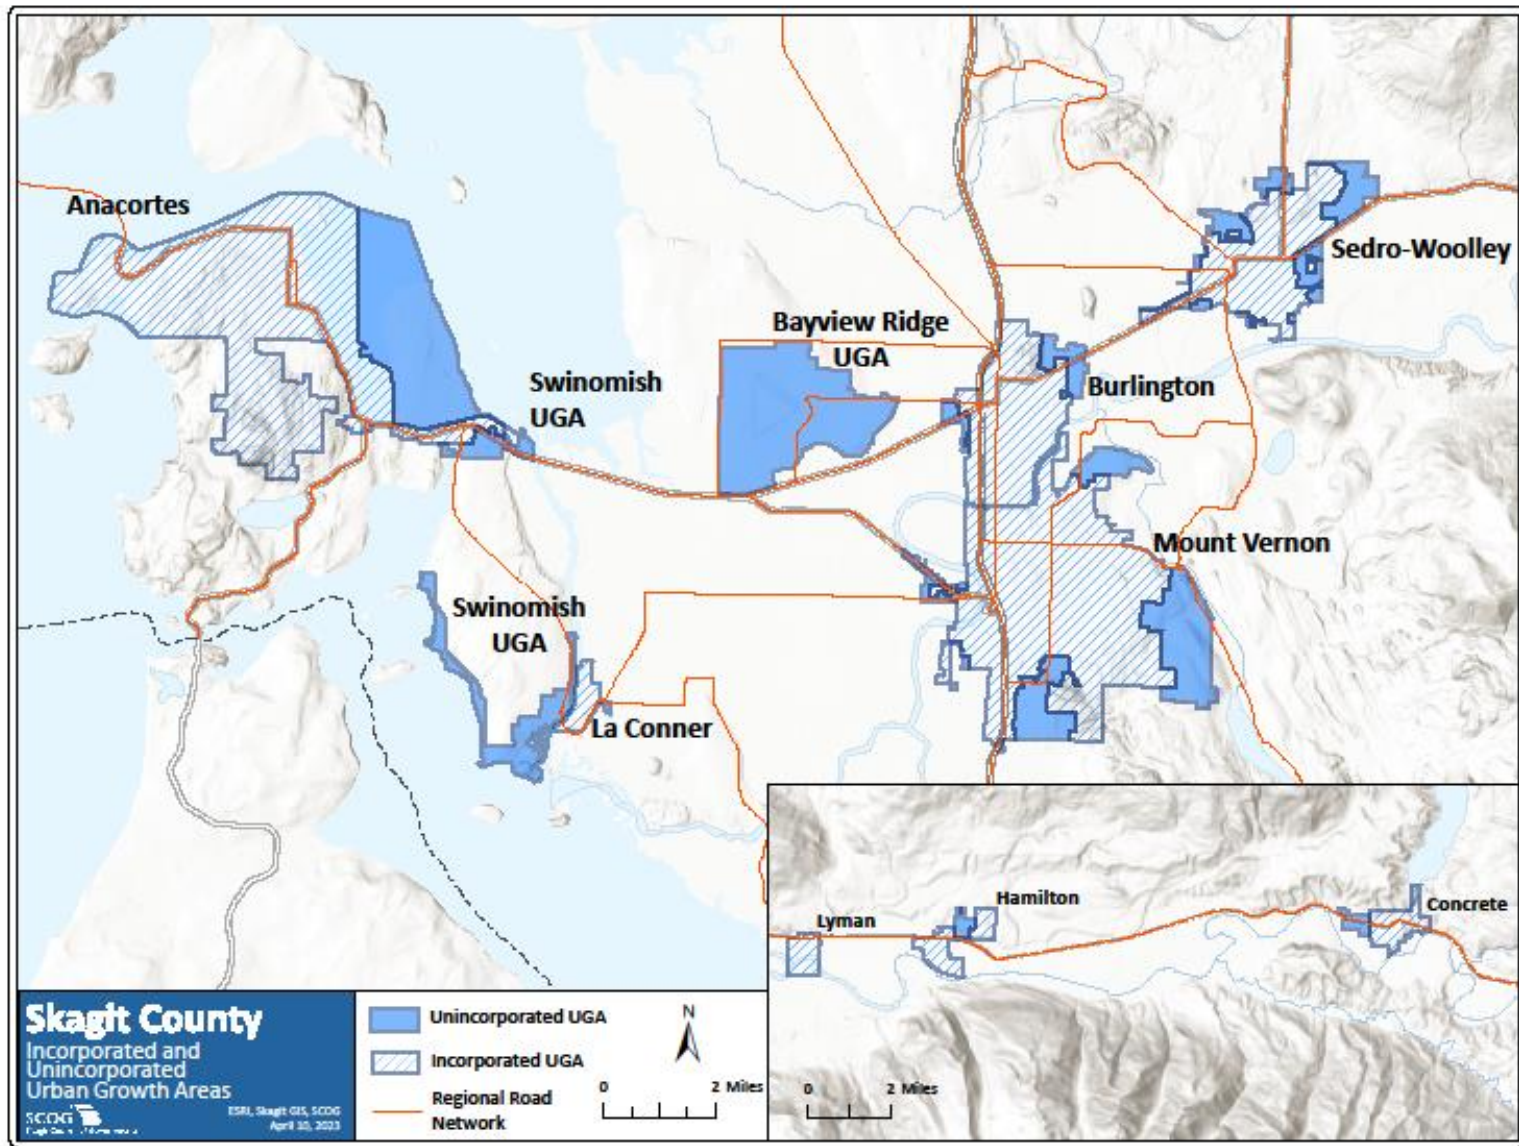 Anacortes
Sedro-Woolley
Bayview Ridge
UGA
Swinomish
UGA
Burlington
Mount Vernon
Swinomish
UGA
La Conner
Hamilton
Lyman
Concrete
Skagit County
Incorporated and
Unincorporated
Urban Growth Areas
SCOG
ESRI, Skagit GIS, SCOG
April 10, 2023
Unincorporated UGA
Incorporated UGA
Regional Road
Network
N
0 2 Miles
0 2 Miles